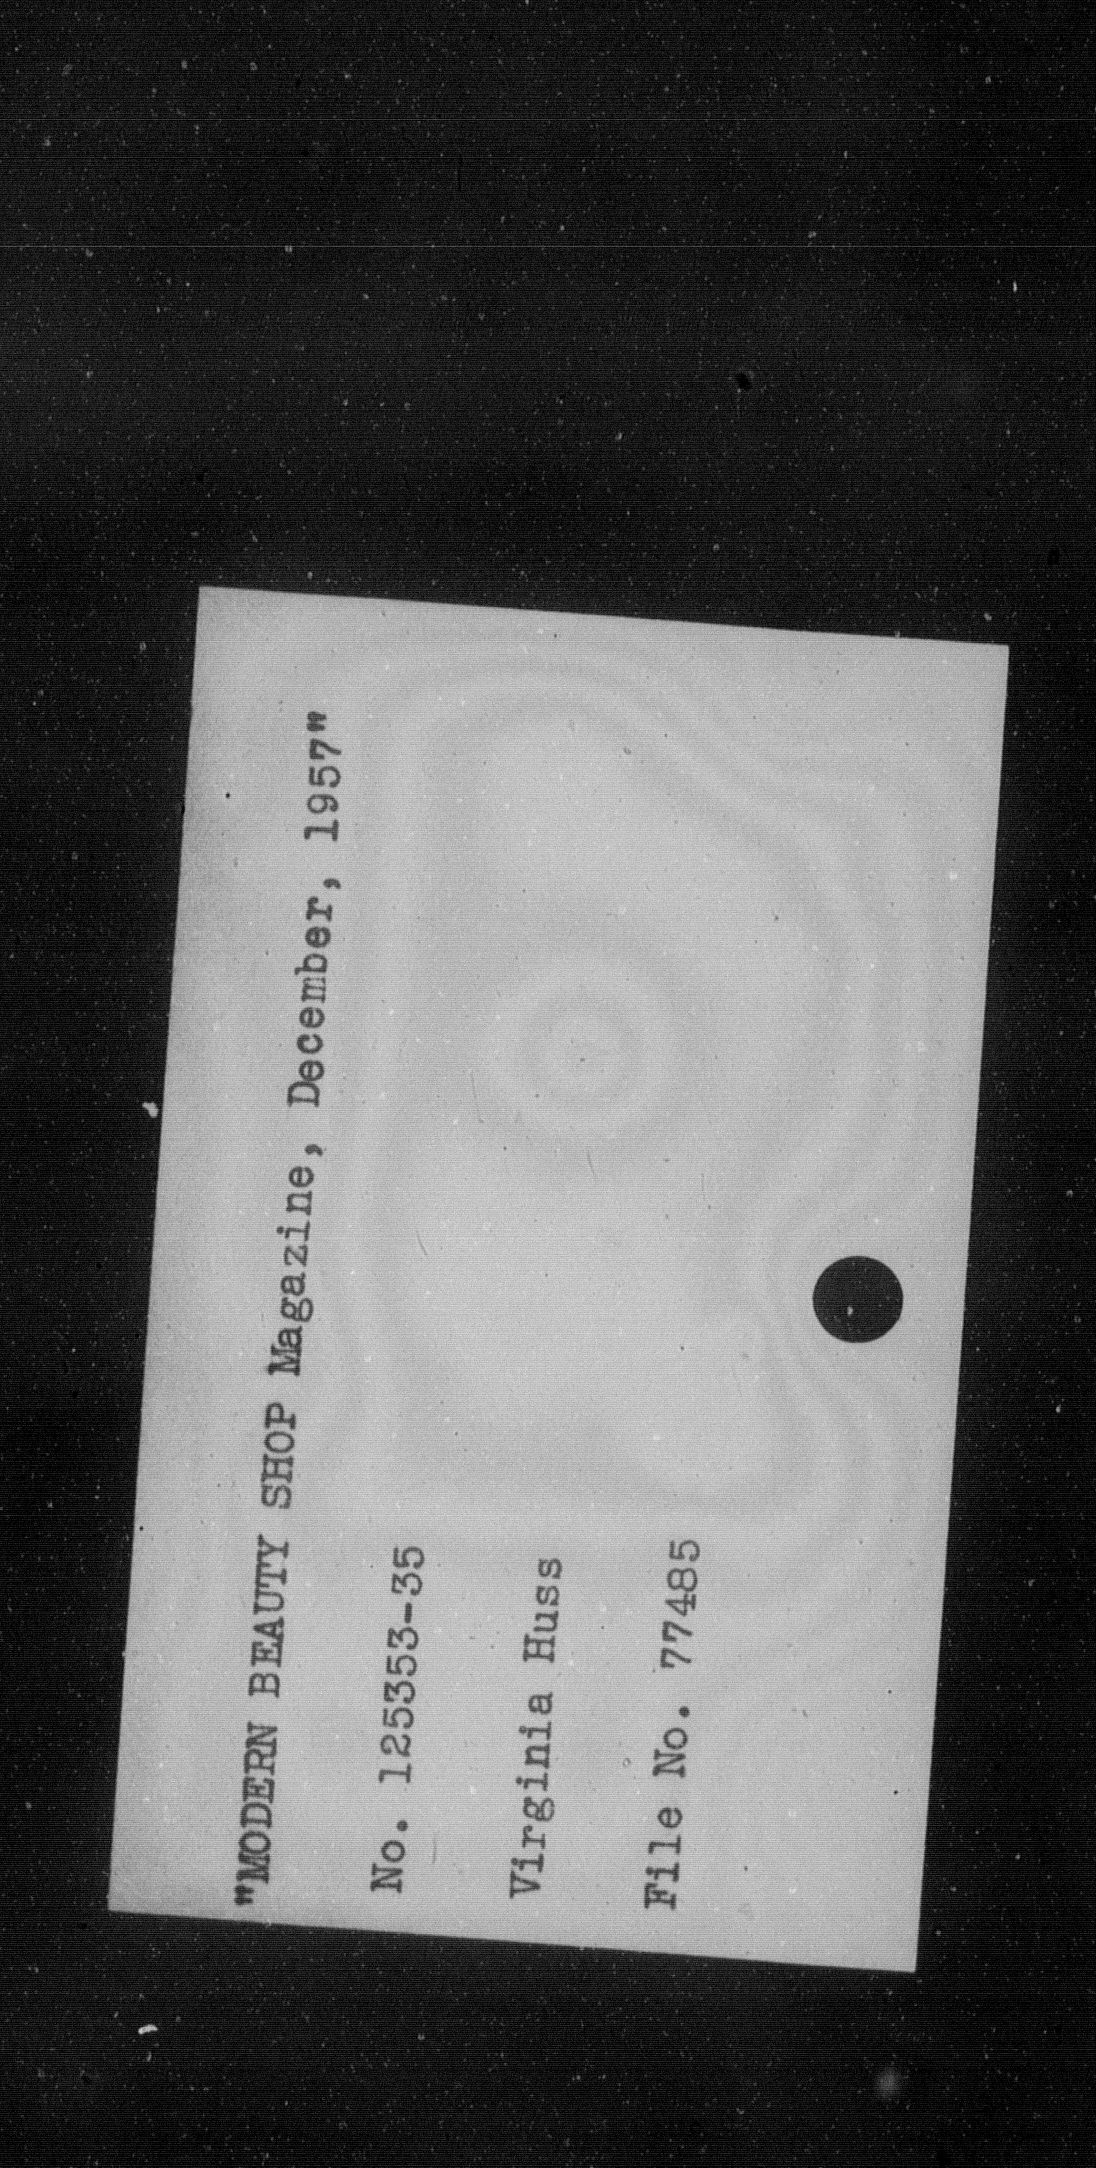 "MODERN BEAUTY SHOP Magazine, December, 1957"
No. 125353-35
Virginia Huss
File No. 77485